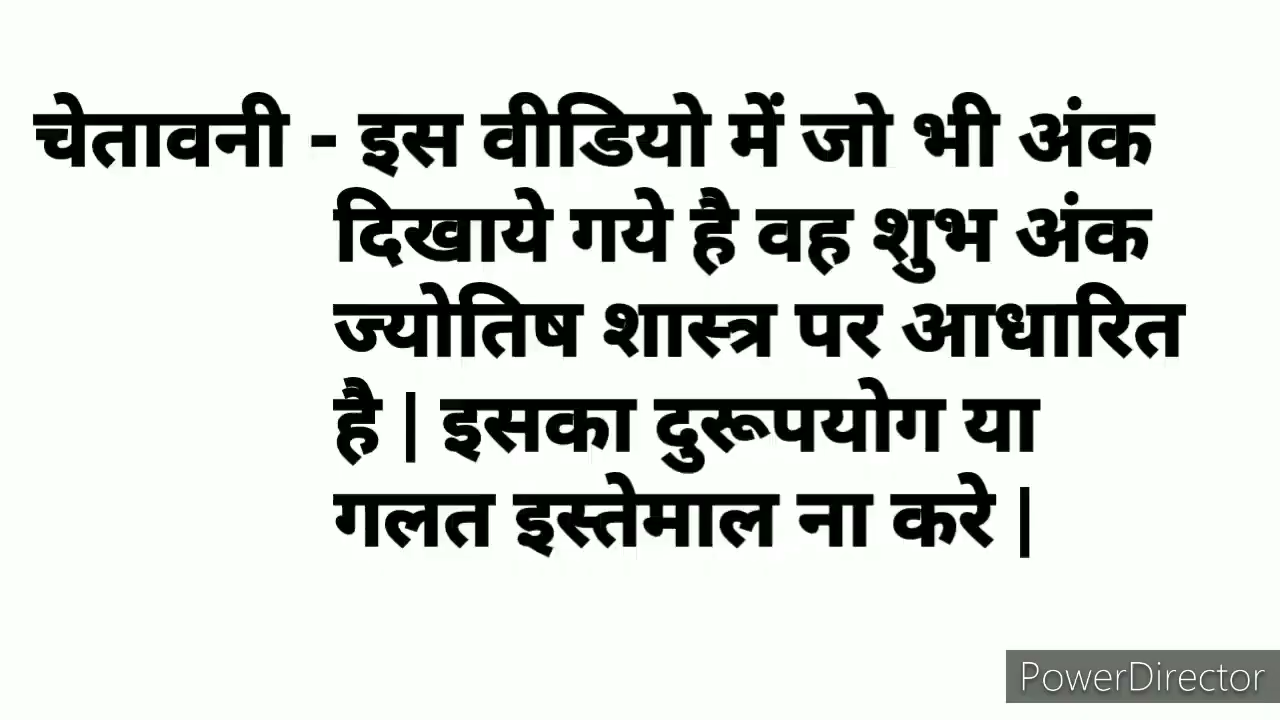 चेतावनी - इस वीडियो में जो भी अंक
दिखाये गये है वह शुभ अंक
ज्योतिष शास्त्र पर आधारित
है | इसका दुरूपयोग या
गलत इस्तेमाल ना करे |
PowerDirector